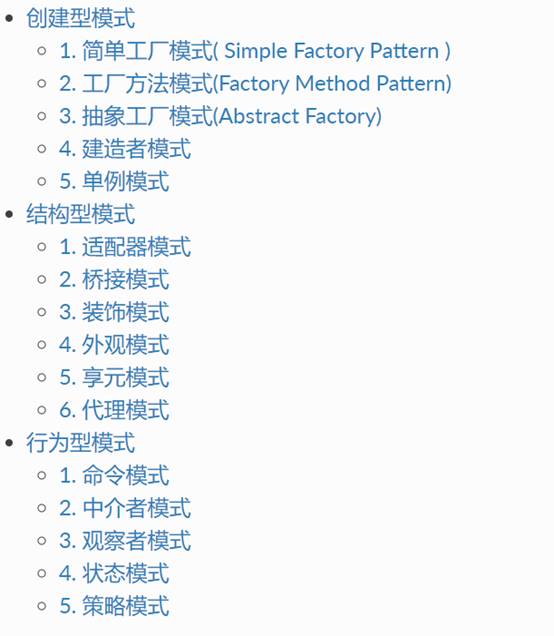 创建型模式
1. 简单工厂模式( Simple Factory Pattern )
2. 工厂方法模式(Factory Method Pattern)
3. 抽象工厂模式(Abstract Factory)
4. 建造者模式
5. 单例模式
结构型模式
1. 适配器模式
2. 桥接模式
3. 装饰模式
4. 外观模式
5. 享元模式
6. 代理模式
行为型模式
1. 命令模式
2. 中介者模式
3. 观察者模式
4. 状态模式
5. 策略模式